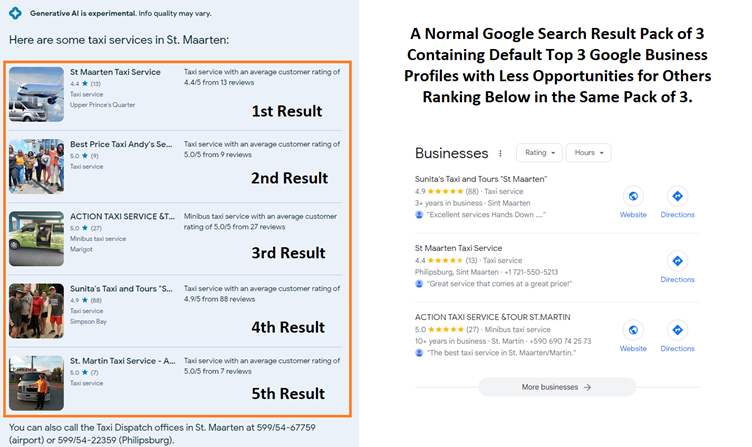 Generative AI is experimental. Info quality may vary.
Here are some taxi services in St. Maarten:
St Maarten Taxi Service
4.4 ★ (13)
Taxi service
Upper Prince's Quarter
Taxi service with an average customer rating of
4.4/5 from 13 reviews
1st Result
Best Price Taxi Andy's Se...
5.0 ★ (9)
Taxi service
Taxi service with an average customer rating of
5.0/5 from 9 reviews
2nd Result
ACTION TAXI SERVICE &T...
5.0 ★ (27)
Minibus taxi service
Marigot
Minibus taxi service with an average customer
rating of 5.0/5 from 27 reviews
3rd Result
Sunita's Taxi and Tours "S...
4.9 ★ (88)
Taxi service
Simpson Bay
Taxi service with an average customer rating of
4.9/5 from 88 reviews
4th Result
St. Martin Taxi Service - A...
5.0 ★ (7)
Taxi service
Taxi service with an average customer rating of
5.0/5 from 7 reviews
5th Result
You can also call the Taxi Dispatch offices in St. Maarten at 599/54-67759
(airport) or 599/54-22359 (Philipsburg).
A Normal Google Search Result Pack of 3
Containing Default Top 3 Google Business
Profiles with Less Opportunities for Others
Ranking Below in the Same Pack of 3.
Businesses
Rating
Hours
Sunita's Taxi and Tours "St Maarten"
4.9 ★★★★★ (88) · Taxi service
3+ years in business · Sint Maarten
"Excellent services Hands Down ...."
Website
Directions
St Maarten Taxi Service
4.4 ★★★★★ (13) · Taxi service
Philipsburg, Sint Maarten · +1 721-550-5213
"Great service that comes at a great price!"
Directions
ACTION TAXI SERVICE &TOUR ST.MARTIN
5.0 ★★★★★ (27) · Minibus taxi service
10+ years in business · St. Martin · +590 690 74 25 73
"The best taxi service in St. Maarten/Martin."
Website
Directions
More businesses →